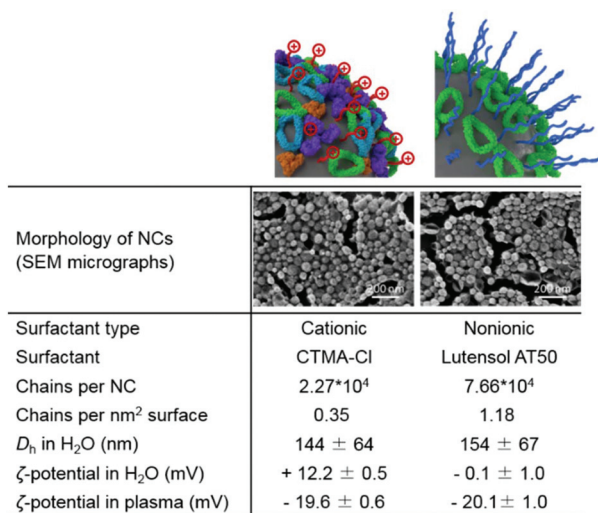 Morphology of NCs
(SEM micrographs)
200 nm
200 nm
Surfactant type Cationic Nonionic
Surfactant CTMA-Cl Lutensol AT50
Chains per NC 2.27*10⁴ 7.66*10⁴
Chains per nm² surface 0.35 1.18
Dₕ in H₂O (nm) 144 ± 64 154 ± 67
ζ-potential in H₂O (mV) + 12.2 ± 0.5 - 0.1 ± 1.0
ζ-potential in plasma (mV) - 19.6 ± 0.6 - 20.1 ± 1.0